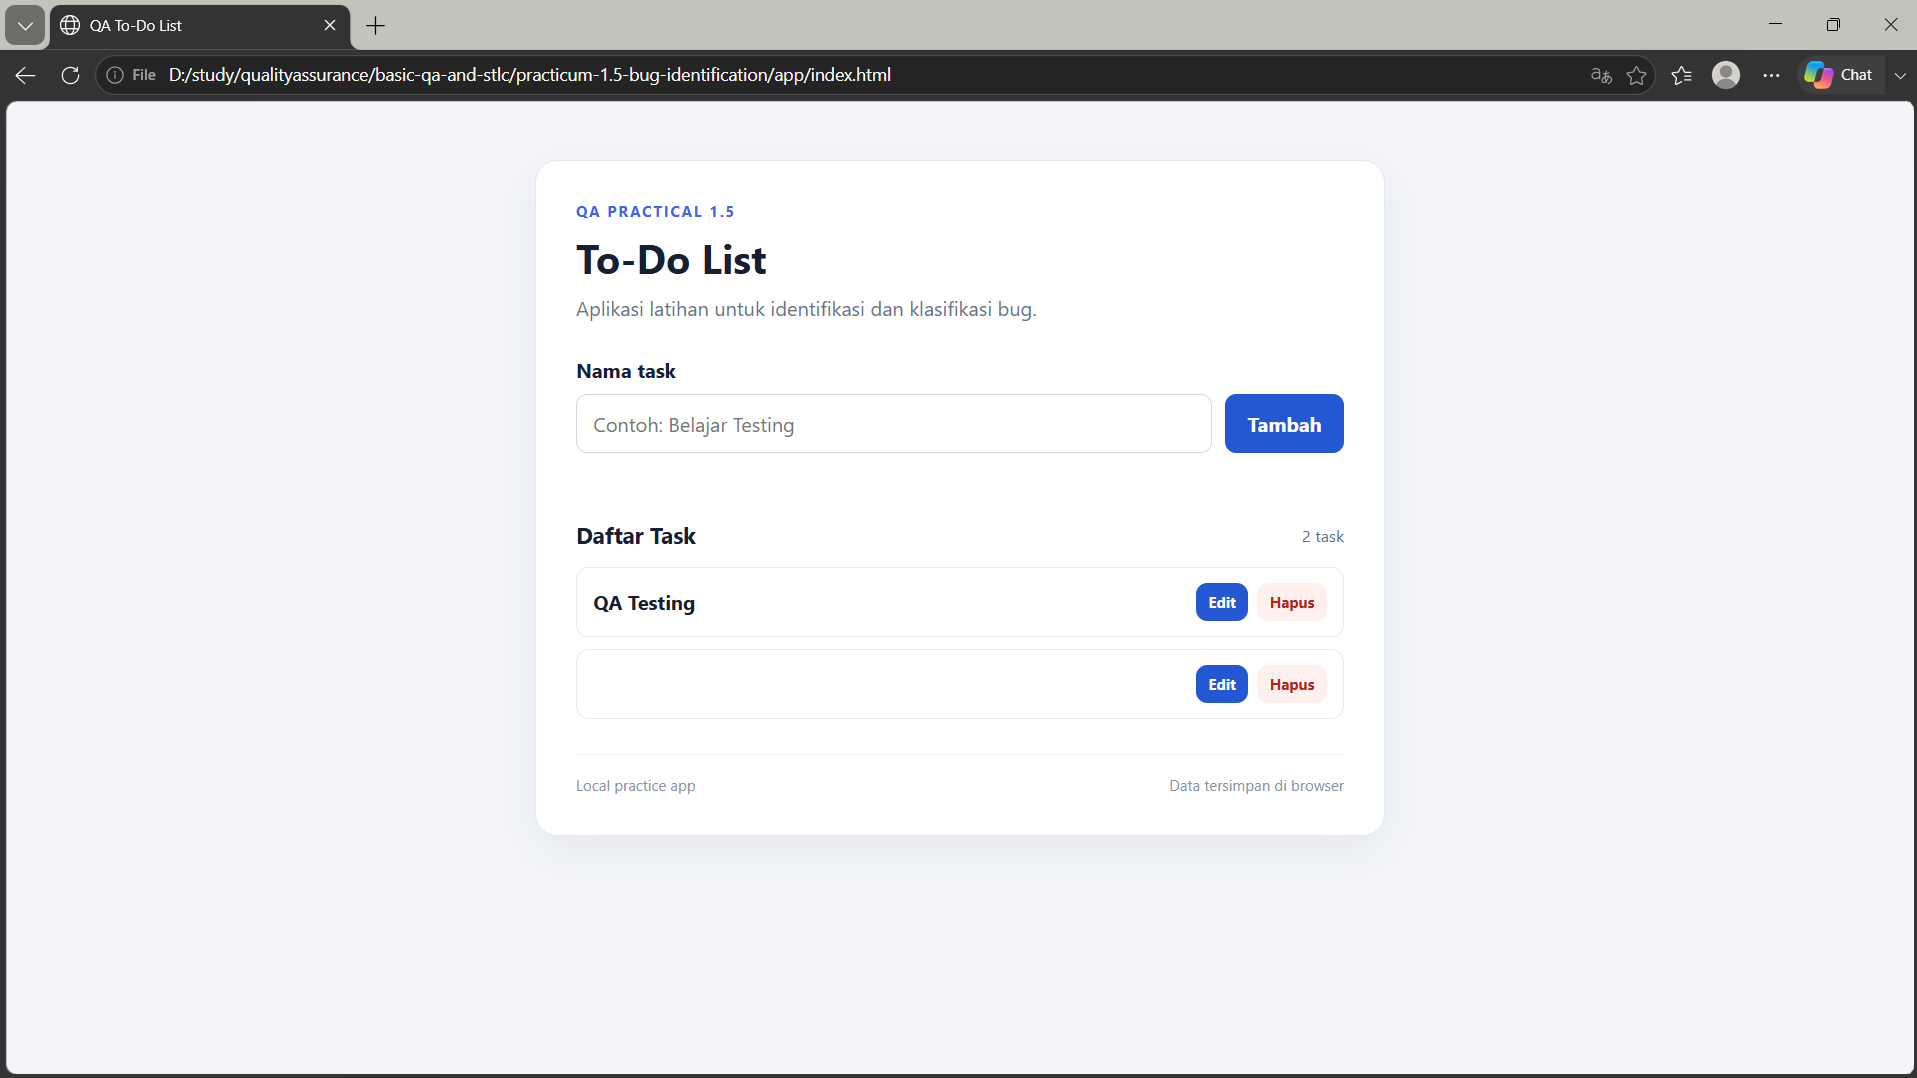 QA To-Do List
File D:/study/qualityassurance/basic-qa-and-stlc/practicum-1.5-bug-identification/app/index.html
Chat
QA PRACTICAL 1.5
To-Do List
Aplikasi latihan untuk identifikasi dan klasifikasi bug.
Nama task
Contoh: Belajar Testing
Tambah
Daftar Task
2 task
QA Testing
Edit
Hapus
Edit
Hapus
Local practice app
Data tersimpan di browser